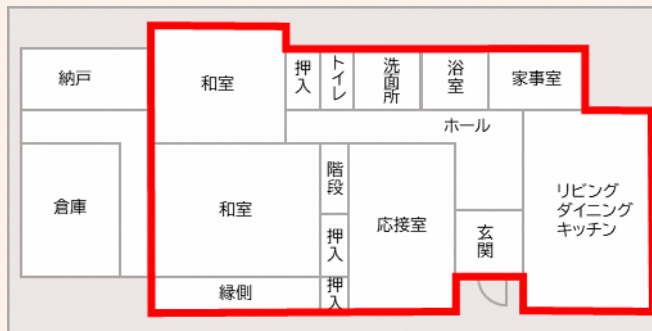 納戸
和室
押入
トイレ
洗面所
浴室
家事室
ホール
倉庫
和室
階段
押入
応接室
玄関
リビング
ダイニング
キッチン
縁側
押入